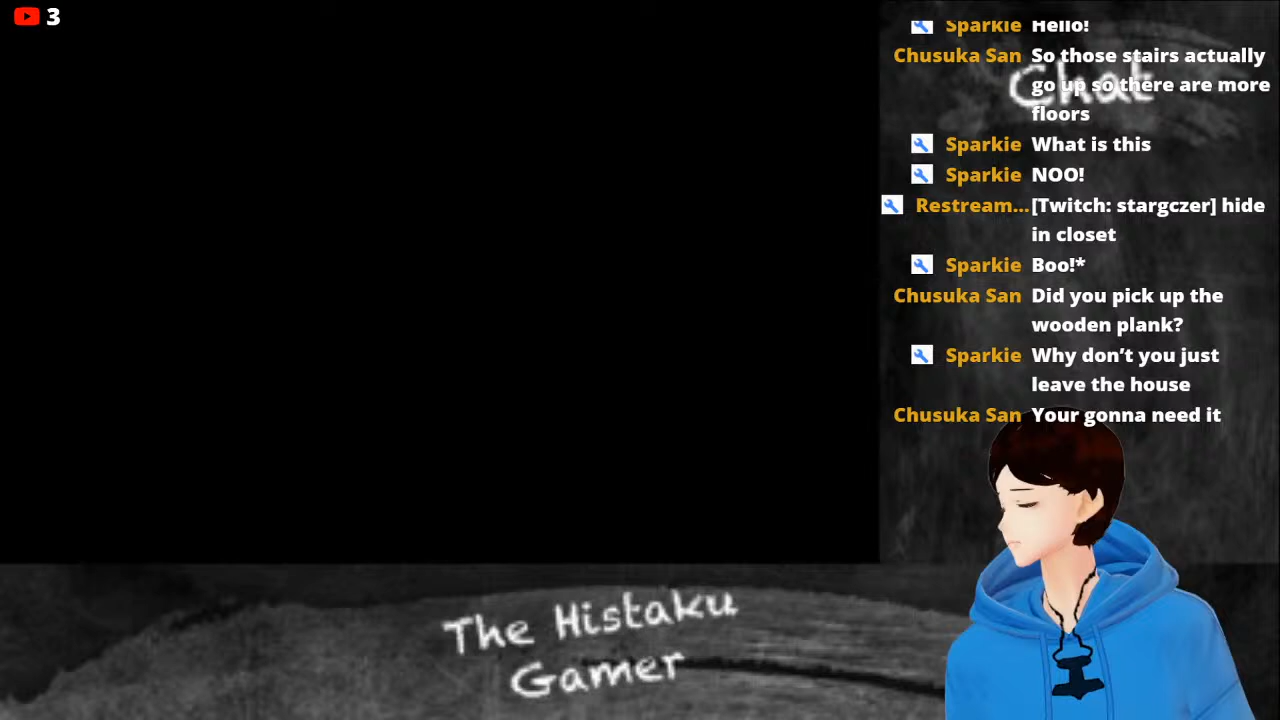 3
Sparkie Hello!
Chat
Chusuka San So those stairs actually
go up so there are more
floors
Sparkie What is this
Sparkie NOO!
Restream... [Twitch: stargczer] hide
in closet
Sparkie Boo!*
Chusuka San Did you pick up the
wooden plank?
Sparkie Why don’t you just
leave the house
Chusuka San Your gonna need it
The Histaku
Gamer